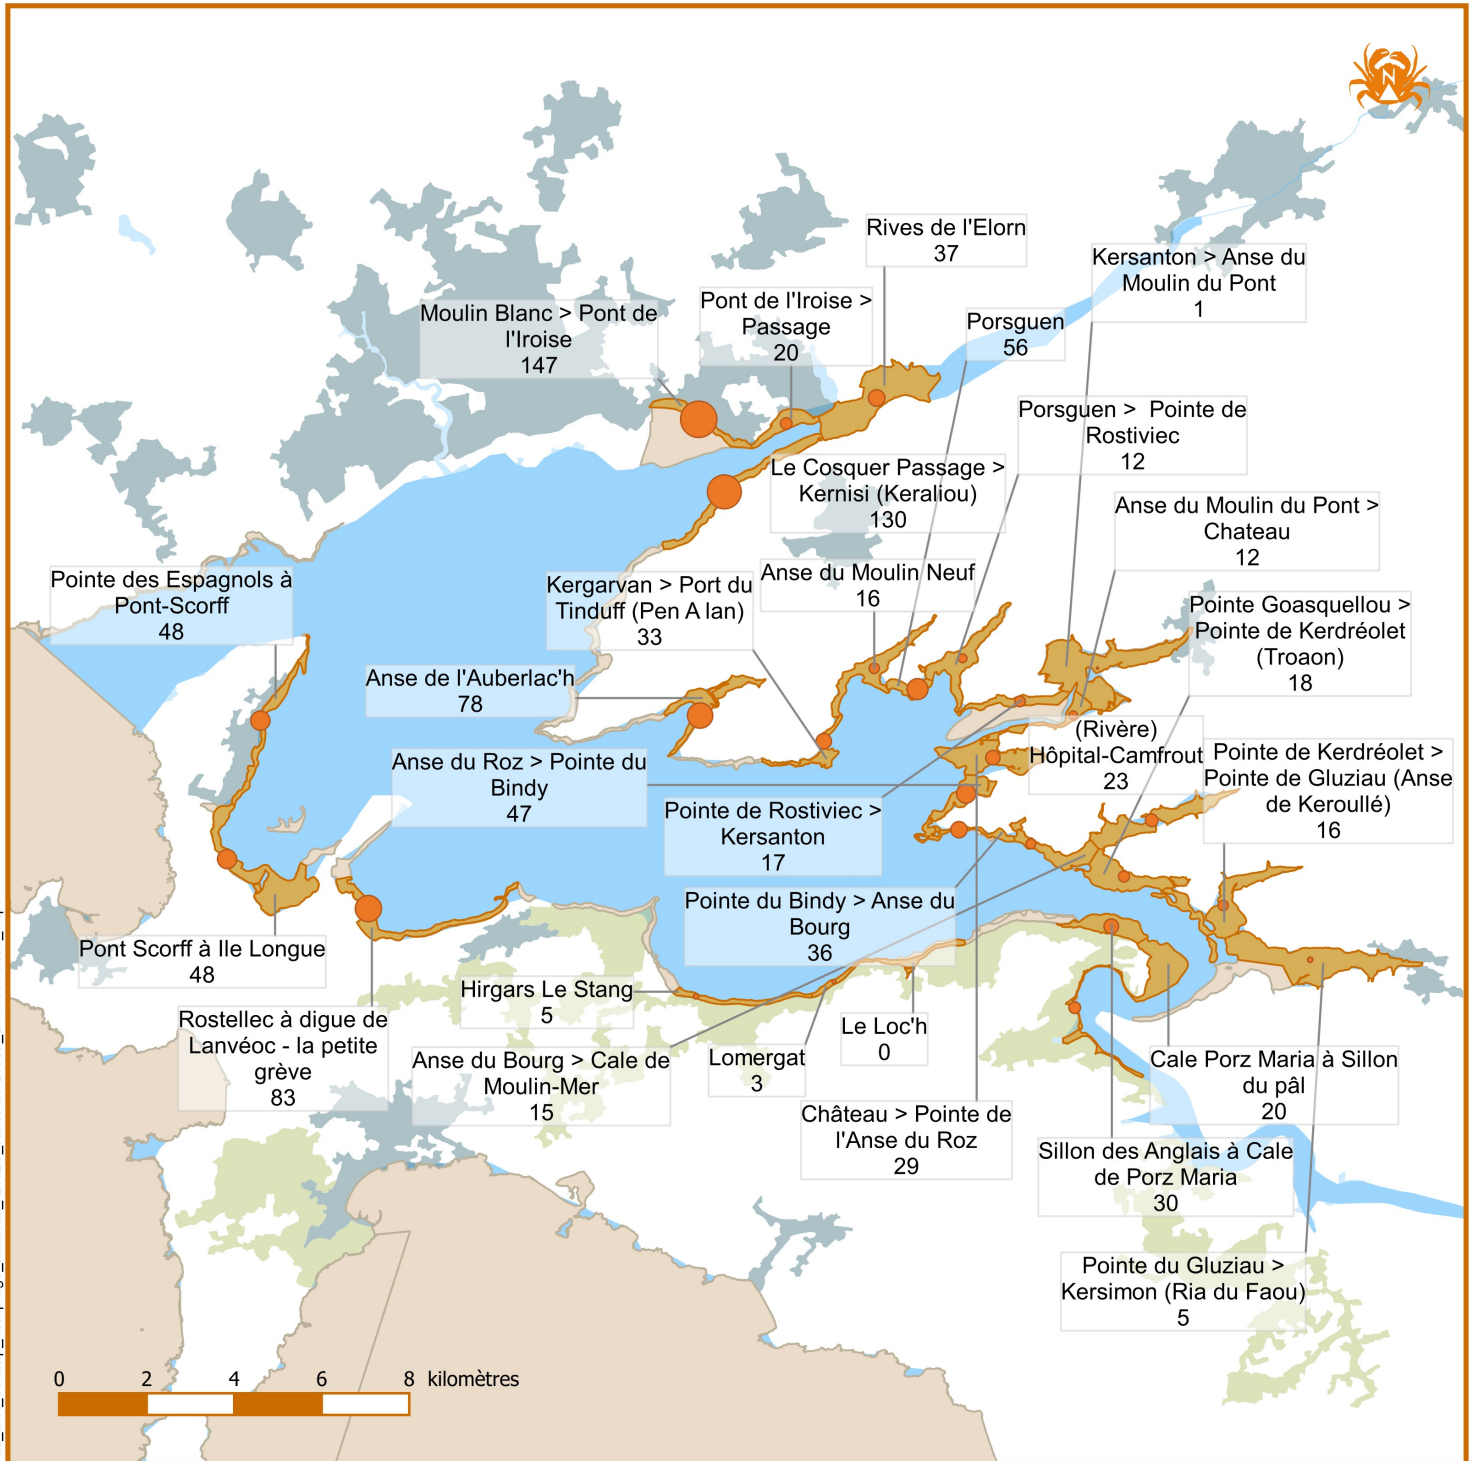 N
Rives de l'Elorn
37
Kersanton > Anse du
Moulin du Pont
1
Moulin Blanc > Pont de
l'Iroise
147
Pont de l'Iroise >
Passage
20
Porsguen
56
Porsguen > Pointe de
Rostiviec
12
Le Cosquer Passage >
Kernisi (Keraliou)
130
Anse du Moulin du Pont >
Chateau
12
Pointe des Espagnols à
Pont-Scorff
48
Kergarvan > Port du
Tinduff (Pen A lan)
33
Anse du Moulin Neuf
16
Pointe Goasquellou >
Pointe de Kerdréolet
(Troaon)
18
Anse de l'Auberlac'h
78
(Rivère)
Hôpital-Camfrout
23
Pointe de Kerdréolet >
Pointe de Gluziau (Anse
de Keroullé)
16
Anse du Roz > Pointe du
Bindy
47
Pointe de Rostiviec >
Kersanton
17
Pointe du Bindy > Anse du
Bourg
36
Pont Scorff à Ile Longue
48
Hirgars Le Stang
5
Rostellec à digue de
Lanvéoc - la petite
grève
83
Le Loc'h
0
Anse du Bourg > Cale de
Moulin-Mer
15
Lomergat
3
Cale Porz Maria à Sillon
du pâl
20
Château > Pointe de
l'Anse du Roz
29
Sillon des Anglais à Cale
de Porz Maria
30
Pointe du Gluziau >
Kersimon (Ria du Faou)
5
0 2 4 6 8 kilomètres